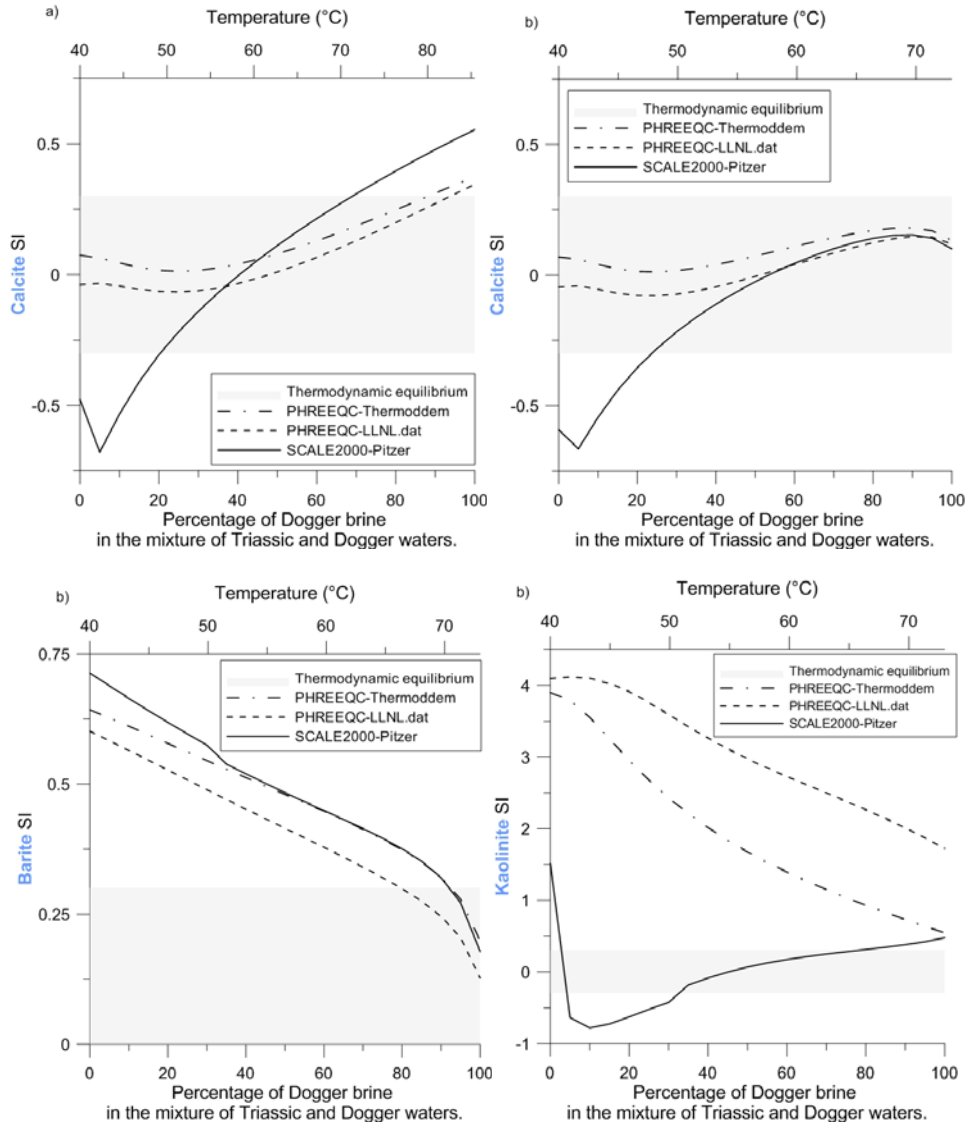 a)
Temperature (°C)
40 50 60 70 80
0.5
0
-0.5
Calcite SI
Thermodynamic equilibrium
PHREEQC-Thermoddem
PHREEQC-LLNL.dat
SCALE2000-Pitzer
0 20 40 60 80 100
Percentage of Dogger brine
in the mixture of Triassic and Dogger waters.
b)
Temperature (°C)
40 50 60 70
Thermodynamic equilibrium
PHREEQC-Thermoddem
PHREEQC-LLNL.dat
SCALE2000-Pitzer
0.5
0
-0.5
Calcite SI
0 20 40 60 80 100
Percentage of Dogger brine
in the mixture of Triassic and Dogger waters.
b)
Temperature (°C)
40 50 60 70
0.75
Thermodynamic equilibrium
PHREEQC-Thermoddem
PHREEQC-LLNL.dat
SCALE2000-Pitzer
0.5
0.25
0
Barite SI
0 20 40 60 80 100
Percentage of Dogger brine
in the mixture of Triassic and Dogger waters.
b)
Temperature (°C)
40 50 60 70
Thermodynamic equilibrium
PHREEQC-Thermoddem
PHREEQC-LLNL.dat
SCALE2000-Pitzer
4
3
2
1
0
-1
Kaolinite SI
0 20 40 60 80 100
Percentage of Dogger brine
in the mixture of Triassic and Dogger waters.